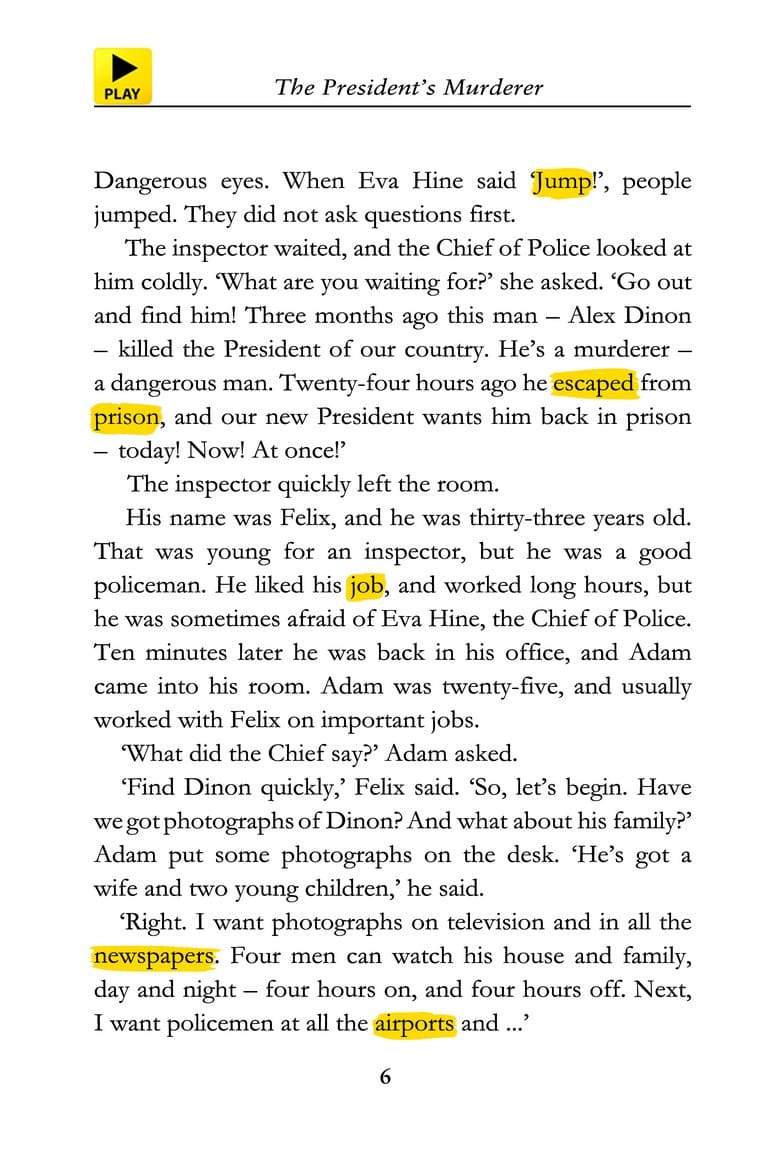 PLAY
The President’s Murderer
Dangerous eyes. When Eva Hine said ‘Jump!’, people
jumped. They did not ask questions first.
The inspector waited, and the Chief of Police looked at
him coldly. ‘What are you waiting for?’ she asked. ‘Go out
and find him! Three months ago this man – Alex Dinon
– killed the President of our country. He’s a murderer –
a dangerous man. Twenty-four hours ago he escaped from
prison, and our new President wants him back in prison
– today! Now! At once!’
The inspector quickly left the room.
His name was Felix, and he was thirty-three years old.
That was young for an inspector, but he was a good
policeman. He liked his job, and worked long hours, but
he was sometimes afraid of Eva Hine, the Chief of Police.
Ten minutes later he was back in his office, and Adam
came into his room. Adam was twenty-five, and usually
worked with Felix on important jobs.
‘What did the Chief say?’ Adam asked.
‘Find Dinon quickly,’ Felix said. ‘So, let’s begin. Have
we got photographs of Dinon? And what about his family?’
Adam put some photographs on the desk. ‘He’s got a
wife and two young children,’ he said.
‘Right. I want photographs on television and in all the
newspapers. Four men can watch his house and family,
day and night – four hours on, and four hours off. Next,
I want policemen at all the airports and ...’
6